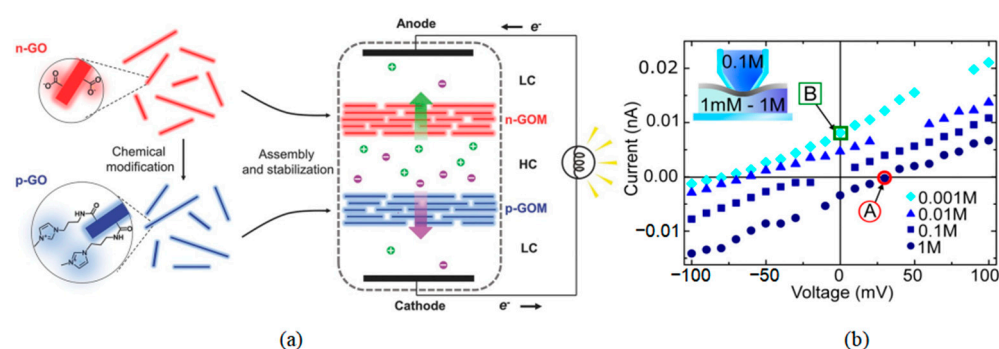 n-GO
Chemical
modification
p-GO
Assembly
and stabilization
Anode
e-
LC
n-GOM
HC
p-GOM
LC
Cathode
e-
(a)
Current (nA)
0.02
0.01
0.00
−0.01
−100
−50
0
50
100
Voltage (mV)
0.1M
1mM - 1M
B
A
0.001M
0.01M
0.1M
1M
(b)